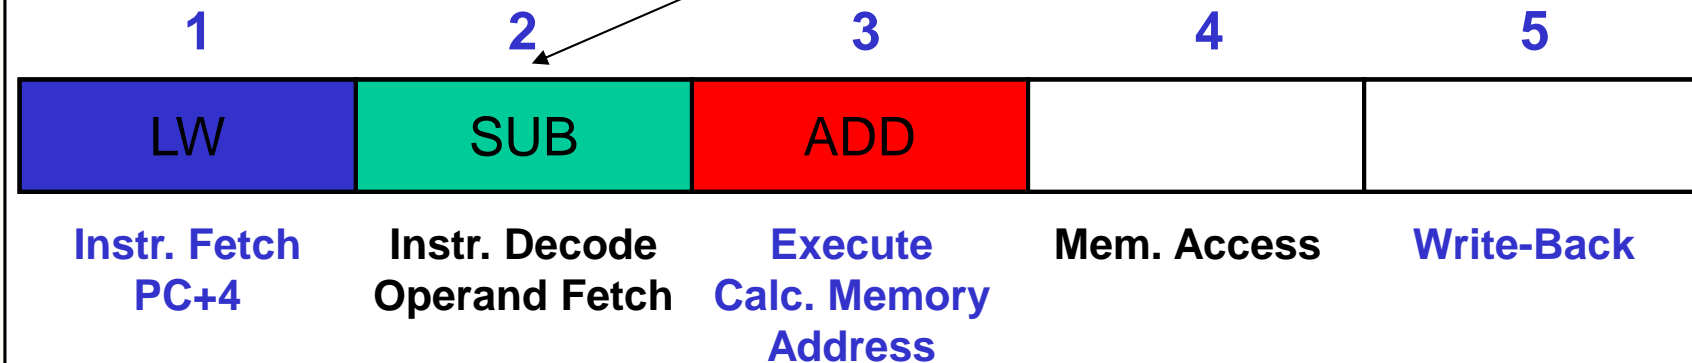 1 2 3 4 5
LW SUB ADD
Instr. Fetch Instr. Decode Execute Mem. Access Write-Back
PC+4 Operand Fetch Calc. Memory
Address